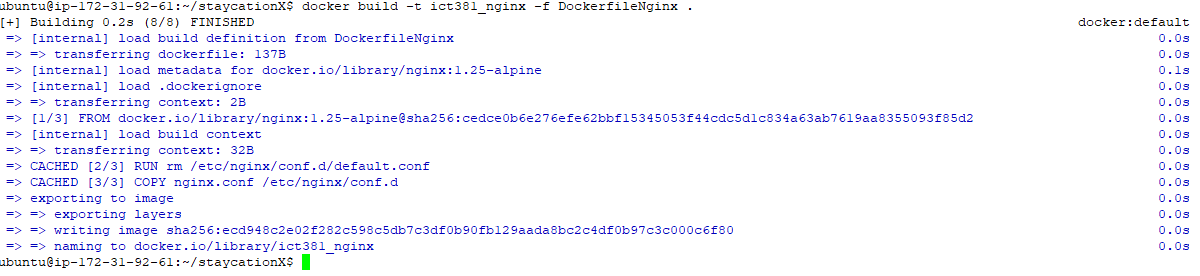 ubuntu@ip-172-31-92-61:~/staycationX$ docker build -t ict381_nginx -f DockerfileNginx .
[+] Building 0.2s (8/8) FINISHED docker:default
=> [internal] load build definition from DockerfileNginx 0.0s
=> => transferring dockerfile: 137B 0.0s
=> [internal] load metadata for docker.io/library/nginx:1.25-alpine 0.1s
=> [internal] load .dockerignore 0.0s
=> => transferring context: 2B 0.0s
=> [1/3] FROM docker.io/library/nginx:1.25-alpine@sha256:cedce0b6e276efe62bbf15345053f44cdc5d1c834a63ab7619aa8355093f85d2 0.0s
=> [internal] load build context 0.0s
=> => transferring context: 32B 0.0s
=> CACHED [2/3] RUN rm /etc/nginx/conf.d/default.conf 0.0s
=> CACHED [3/3] COPY nginx.conf /etc/nginx/conf.d 0.0s
=> exporting to image 0.0s
=> => exporting layers 0.0s
=> => writing image sha256:ecd948c2e02f282c598c5db7c3df0b90fb129aada8bc2c4df0b97c3c000c6f80 0.0s
=> => naming to docker.io/library/ict381_nginx 0.0s
ubuntu@ip-172-31-92-61:~/staycationX$